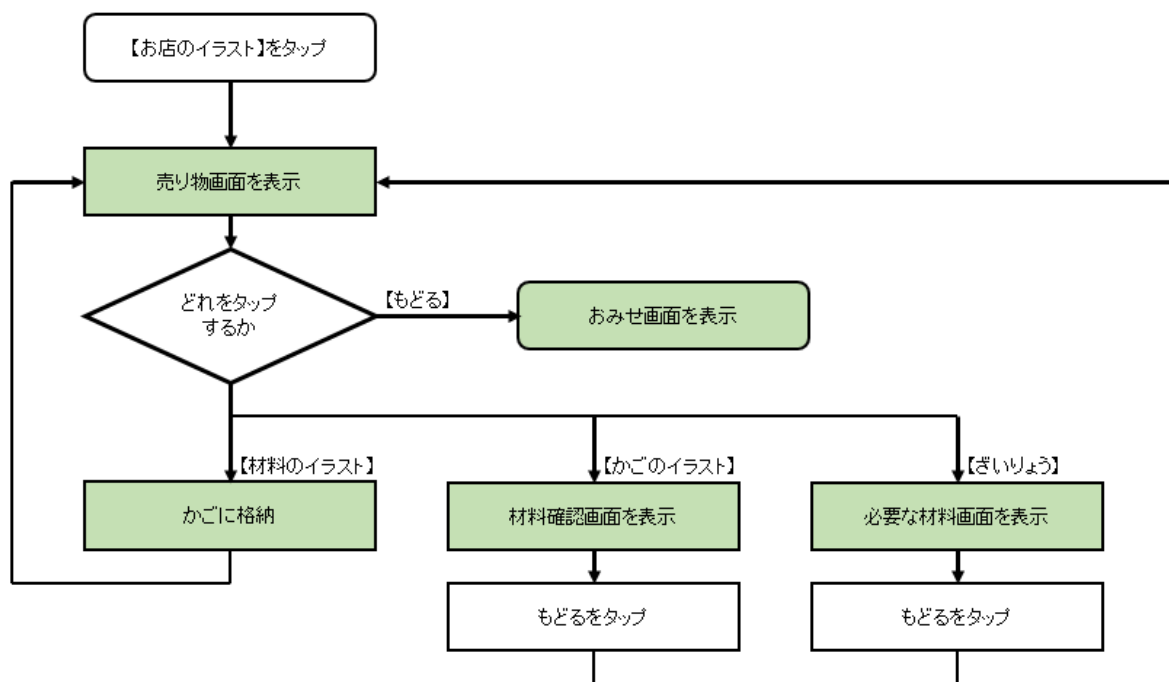 【お店のイラスト】をタップ
売り物画面を表示
どれをタップ
するか
【もどる】
おみせ画面を表示
【材料のイラスト】
【かごのイラスト】
【ざいりょう】
かごに格納
材料確認画面を表示
必要な材料画面を表示
もどるをタップ
もどるをタップ